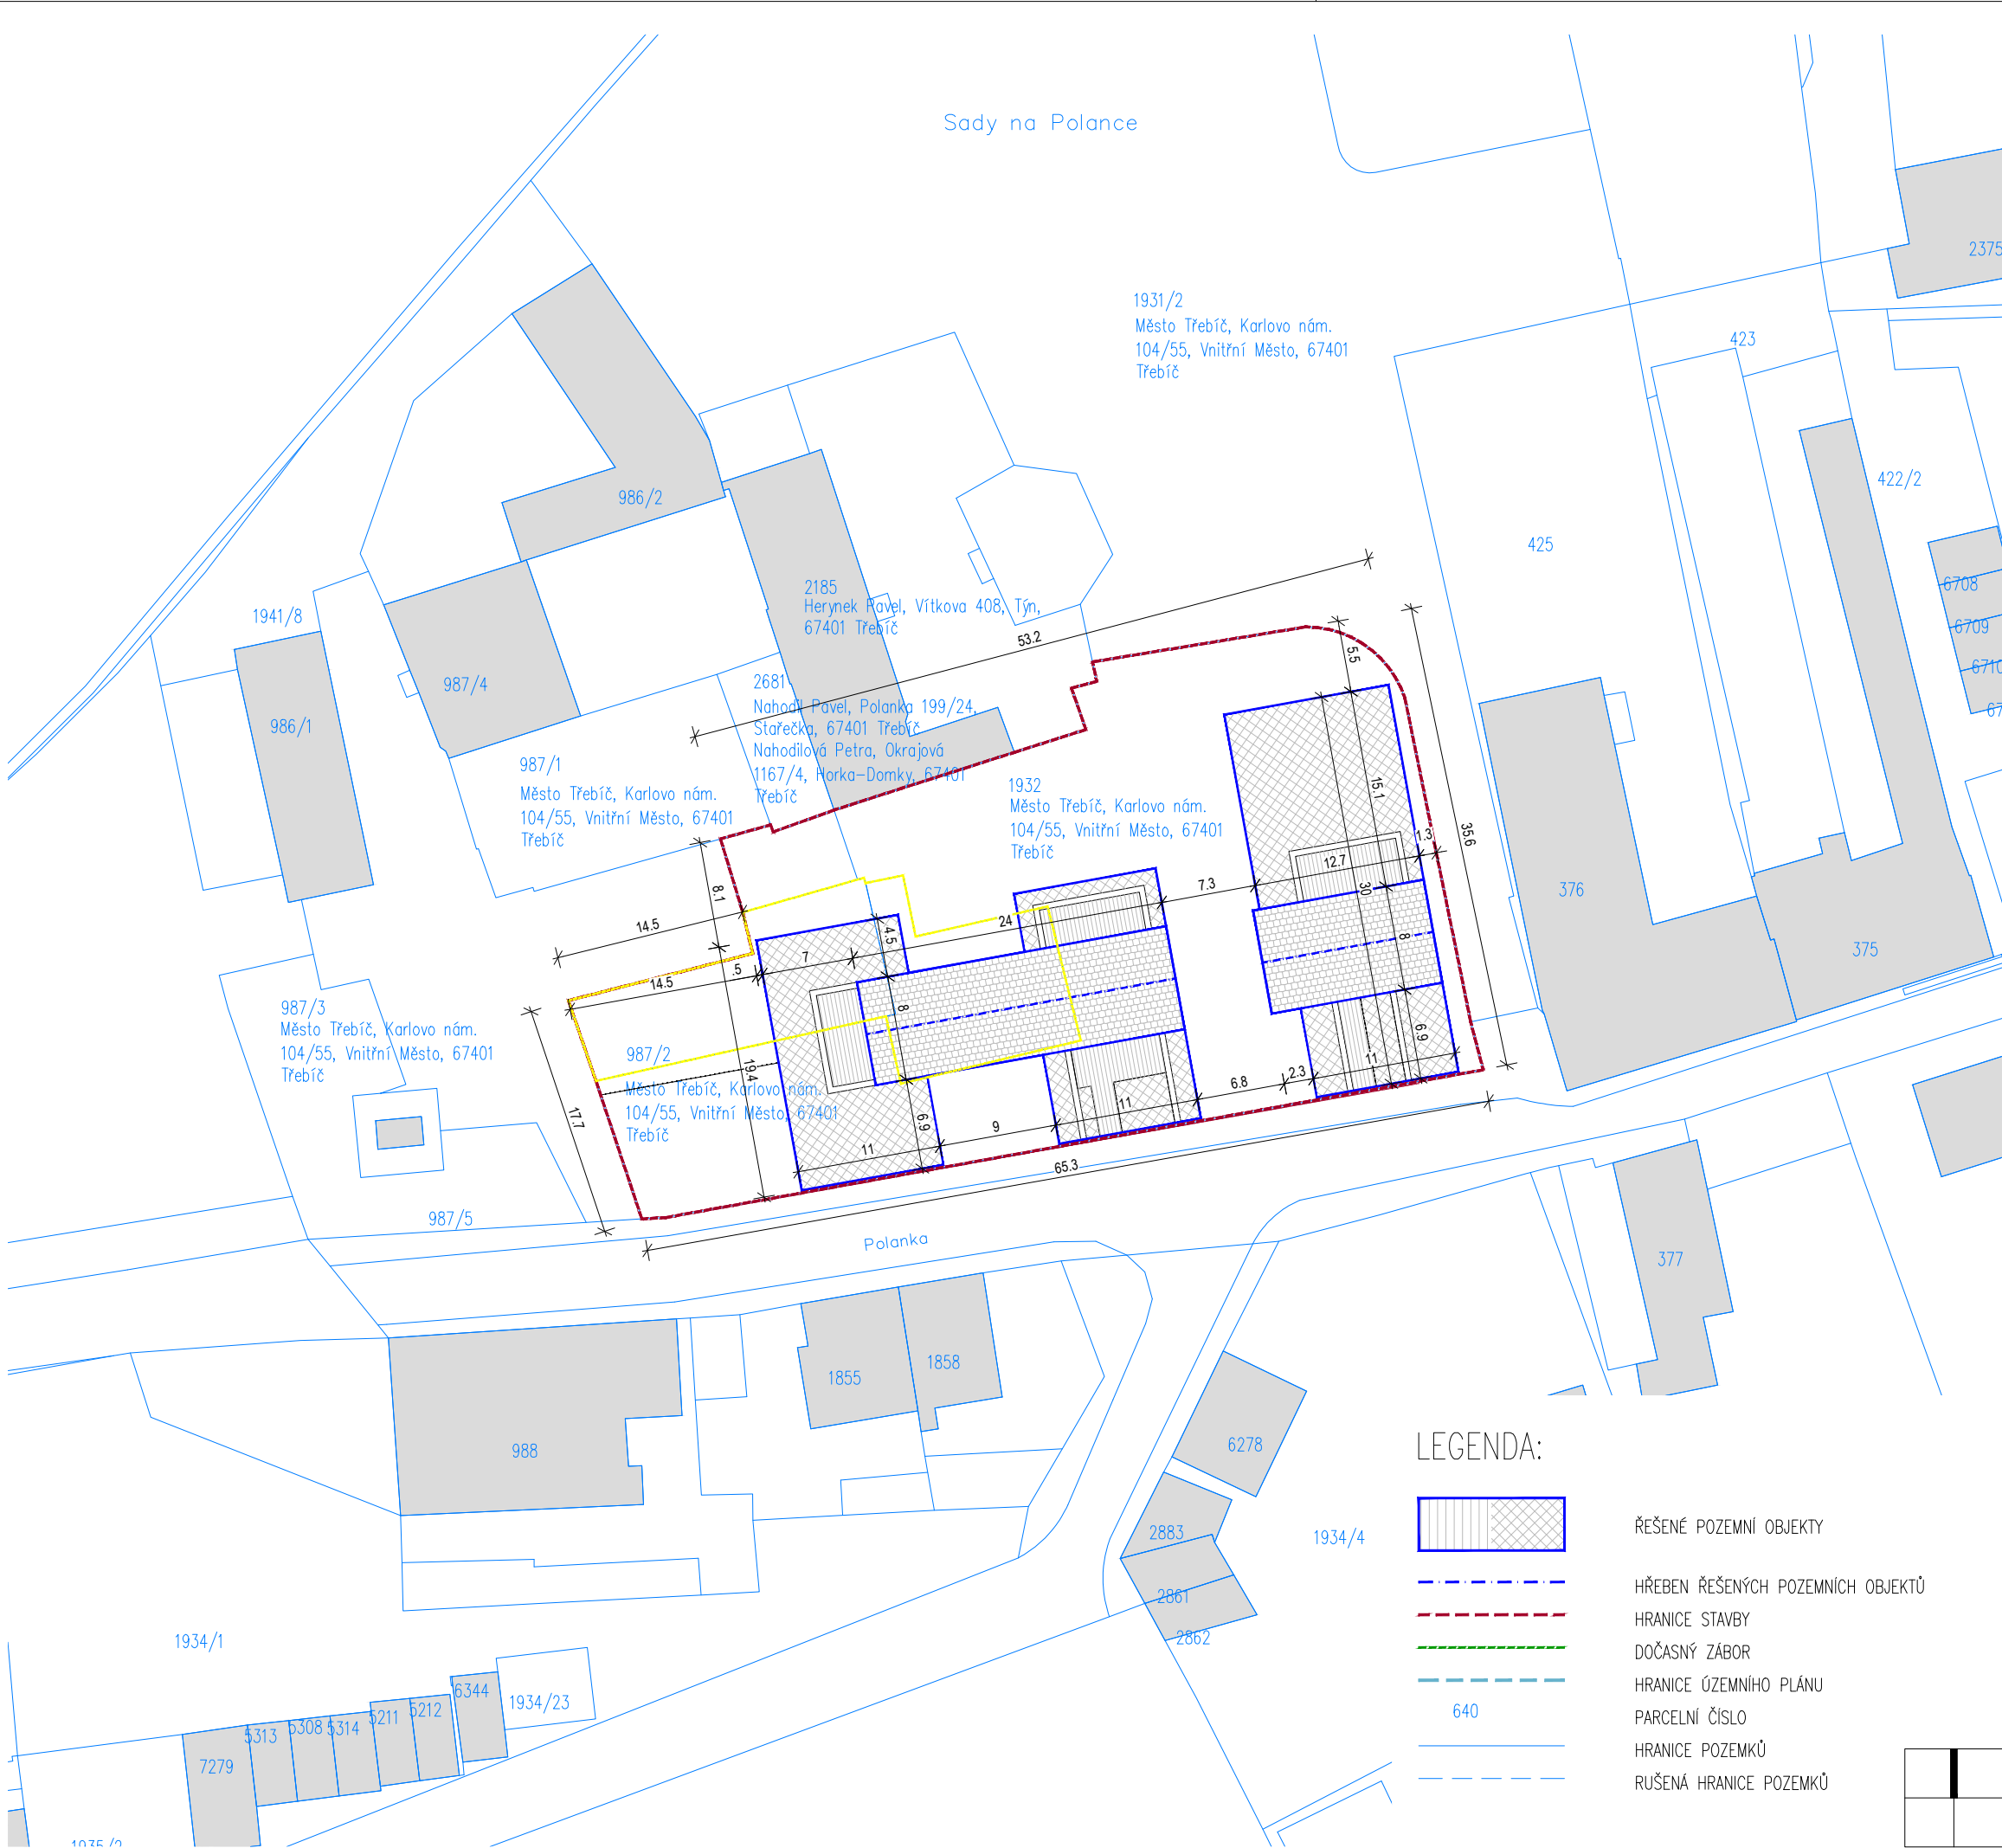 Sady na Polance
1931/2
Město Třebíč, Karlovo nám.
104/55, Vnitřní Město, 67401
Třebíč
2375
423
422/2
425
986/2
6708
6709
6710
67
1941/8
2185
Herynek Pavel, Vítkova 408, Týn,
67401 Třebíč
53.2
5.5
987/4
986/1
2681
Nahodil Pavel, Polanka 199/24,
Stařečka, 67401 Třebíč
Nahodilová Petra, Okrajová
1167/4, Horka-Domky, 67401
Třebíč
987/1
Město Třebíč, Karlovo nám.
104/55, Vnitřní Město, 67401
Třebíč
1932
Město Třebíč, Karlovo nám.
104/55, Vnitřní Město, 67401
Třebíč
15.1
35.6
1.3
12.7
30
8
376
375
8.1
14.5
7.3
24
4.5
7
.5
14.5
8
987/3
Město Třebíč, Karlovo nám.
104/55, Vnitřní Město, 67401
Třebíč
987/2
Město Třebíč, Karlovo nám.
104/55, Vnitřní Město, 67401
Třebíč
19.4
17.7
6.9
11
9
11
6.8
2.3
11
6.9
65.3
987/5
Polanka
377
1855
1858
988
6278
2883
2861
2862
1934/4
1934/1
1934/23
6344
5212
5211
5314
5308
5313
7279
1935/2
LEGENDA:
ŘEŠENÉ POZEMNÍ OBJEKTY
HŘEBEN ŘEŠENÝCH POZEMNÍCH OBJEKTŮ
HRANICE STAVBY
DOČASNÝ ZÁBOR
HRANICE ÚZEMNÍHO PLÁNU
640 PARCELNÍ ČÍSLO
HRANICE POZEMKŮ
RUŠENÁ HRANICE POZEMKŮ